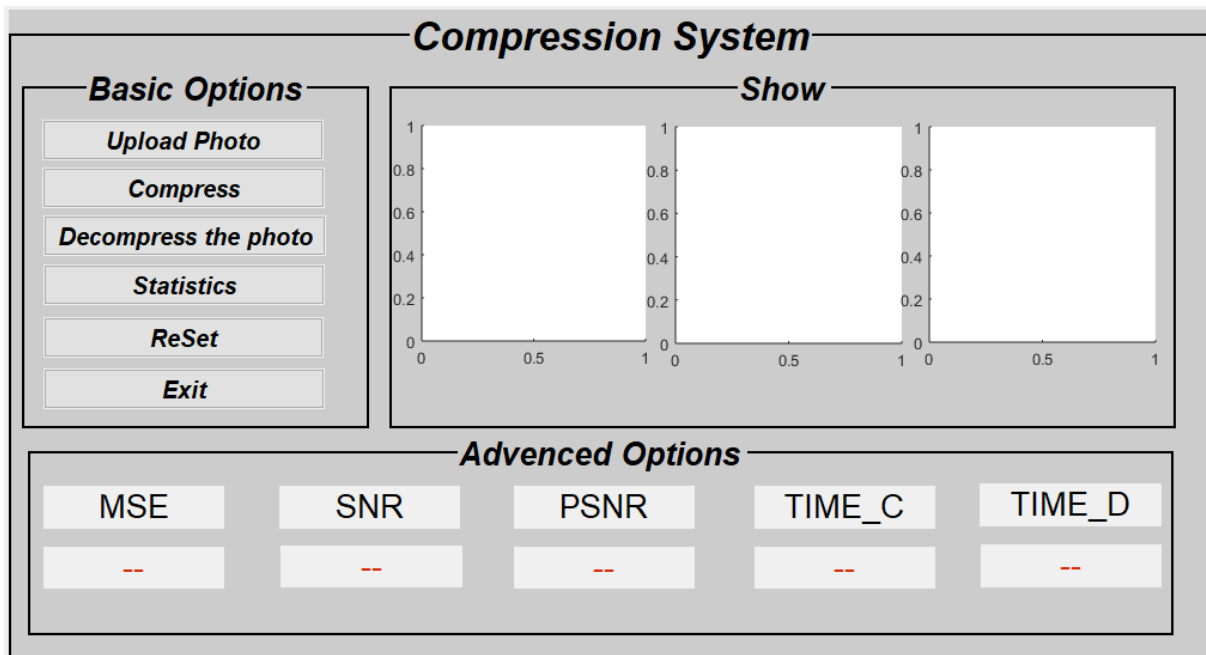 Compression System
Basic Options
Upload Photo
Compress
Decompress the photo
Statistics
ReSet
Exit
Show
1
0.8
0.6
0.4
0.2
0
0 0.5 1
1
0.8
0.6
0.4
0.2
0
0 0.5 1
1
0.8
0.6
0.4
0.2
0
0 0.5 1
Advenced Options
MSE SNR PSNR TIME_C TIME_D
-- -- -- -- --